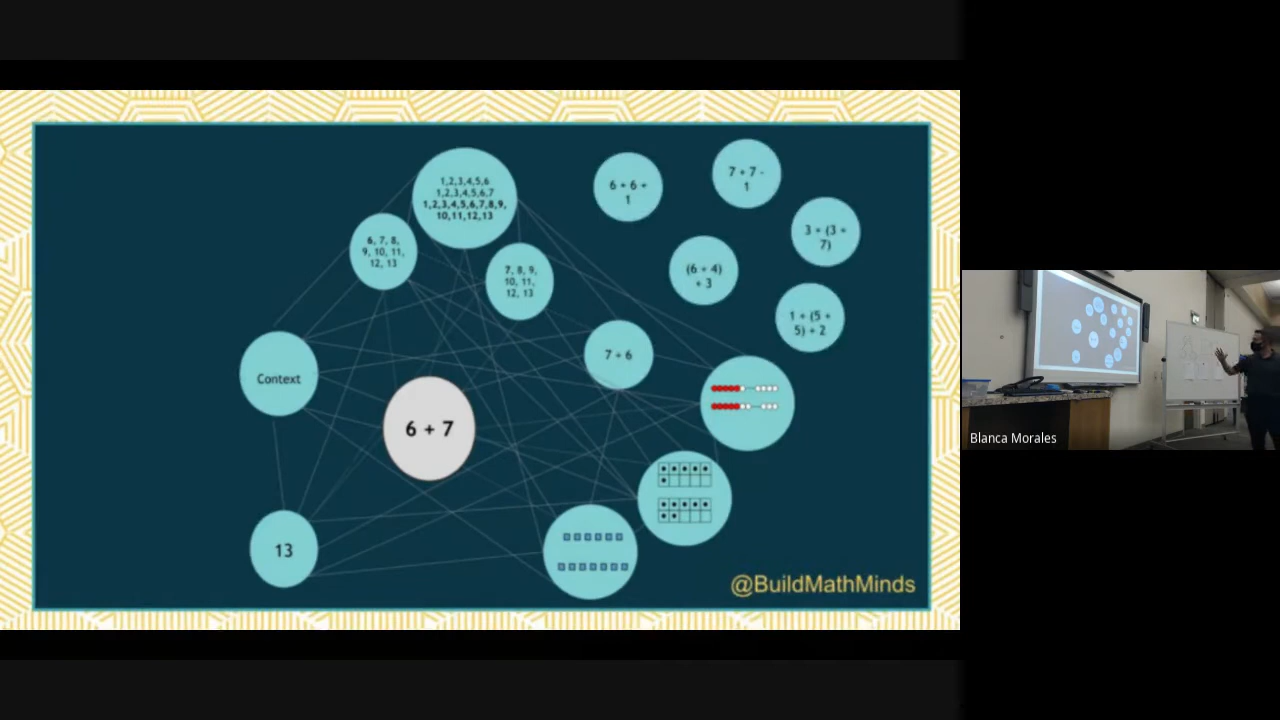 1,2,3,4,5,6
1,2,3,4,5,6,7
1,2,3,4,5,6,7,8,9,
10,11,12,13
6, 7, 8,
9, 10, 11,
12, 13
7, 8, 9,
10, 11,
12, 13
6 + 6 +
1
7 + 7 -
1
3 + (3 +
7)
(6 + 4)
+ 3
1 + (5 +
5) + 2
7 + 6
Context
6 + 7
13
@BuildMathMinds
Blanca Morales